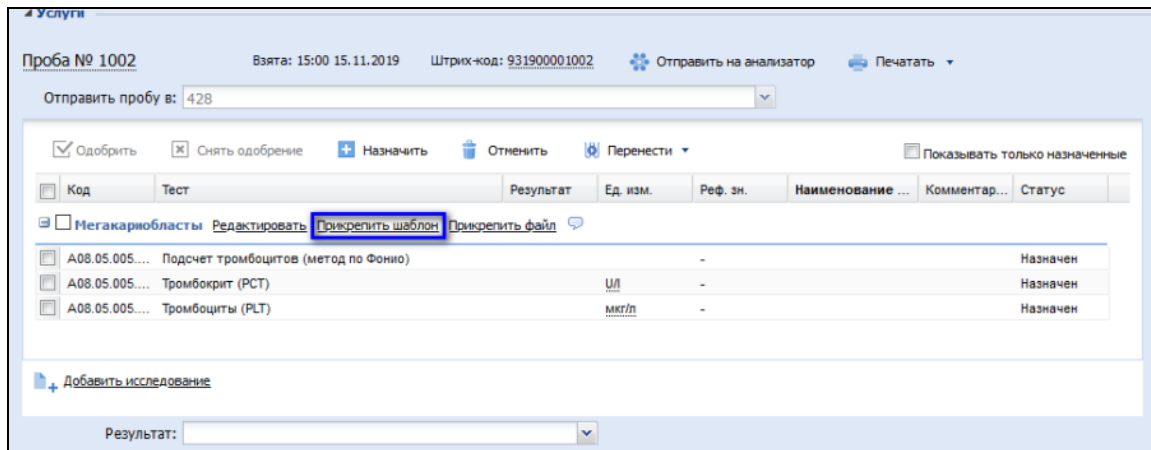 Услуги
Проба № 1002 Взята: 15:00 15.11.2019 Штрих-код: 931900001002 Отправить на анализатор Печатать
Отправить пробу в: 428
Одобрить Снять одобрение Назначить Отменить Перенести Показывать только назначенные
Код Тест Результат Ед. изм. Реф. зн. Наименование ... Комментар... Статус
Мегакариобласты Редактировать Прикрепить шаблон Прикрепить файл
A08.05.005.... Подсчет тромбоцитов (метод по Фонио) - Назначен
A08.05.005.... Тромбокрит (PCT) U/l - Назначен
A08.05.005.... Тромбоциты (PLT) мкг/л - Назначен
Добавить исследование
Результат: